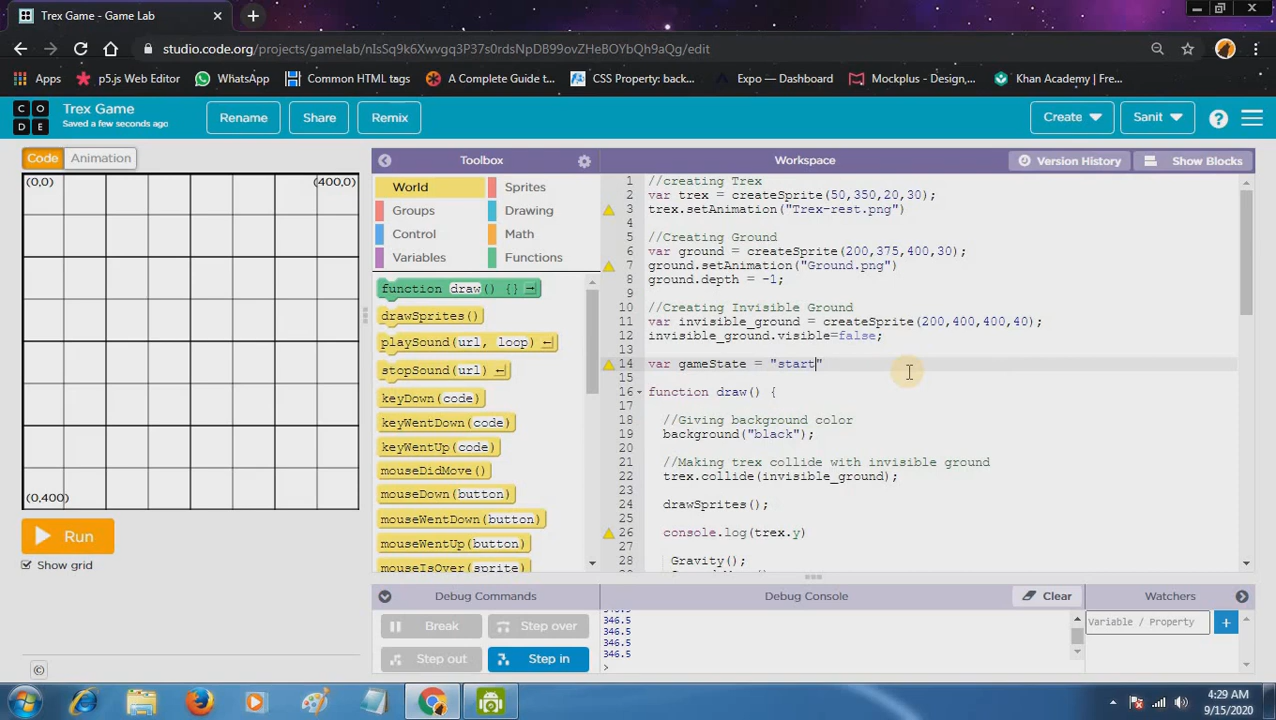 Trex Game - Game Lab
studio.code.org/projects/gamelab/nIsSq9k6Xwvgq3P37s0rdsNpDB99ovZHeBOYbQh9aQg/edit
Apps
p5.js Web Editor
WhatsApp
Common HTML tags
A Complete Guide t...
CSS Property: back...
Expo — Dashboard
Mockplus - Design,...
Khan Academy | Fre...
C O
D E
Trex Game
Saved a few seconds ago
Rename
Share
Remix
Create
Sanit
?
Code
Animation
Toolbox
Workspace
Version History
Show Blocks
(0,0)
(400,0)
(0,400)
Run
Show grid
World
Sprites
Groups
Drawing
Control
Math
Variables
Functions
function draw() {}
drawSprites()
playSound(url, loop)
stopSound(url)
keyDown(code)
keyWentDown(code)
keyWentUp(code)
mouseDidMove()
mouseDown(button)
mouseWentDown(button)
mouseWentUp(button)
mouseIsOver(sprite)
1 //creating Trex
2 var trex = createSprite(50,350,20,30);
3 trex.setAnimation("Trex-rest.png")
4
5 //Creating Ground
6 var ground = createSprite(200,375,400,30);
7 ground.setAnimation("Ground.png")
8 ground.depth = -1;
9
10 //Creating Invisible Ground
11 var invisible_ground = createSprite(200,400,400,40);
12 invisible_ground.visible=false;
13
14 var gameState = "start"
15
16 function draw() {
17
18 //Giving background color
19 background("black");
20
21 //Making trex collide with invisible ground
22 trex.collide(invisible_ground);
23
24 drawSprites();
25
26 console.log(trex.y)
27
28 Gravity();
Debug Commands
Debug Console
Clear
Watchers
Break
Step over
Step out
Step in
346.5
346.5
346.5
346.5
346.5
>
Variable / Property
+
©
4:29 AM
9/15/2020